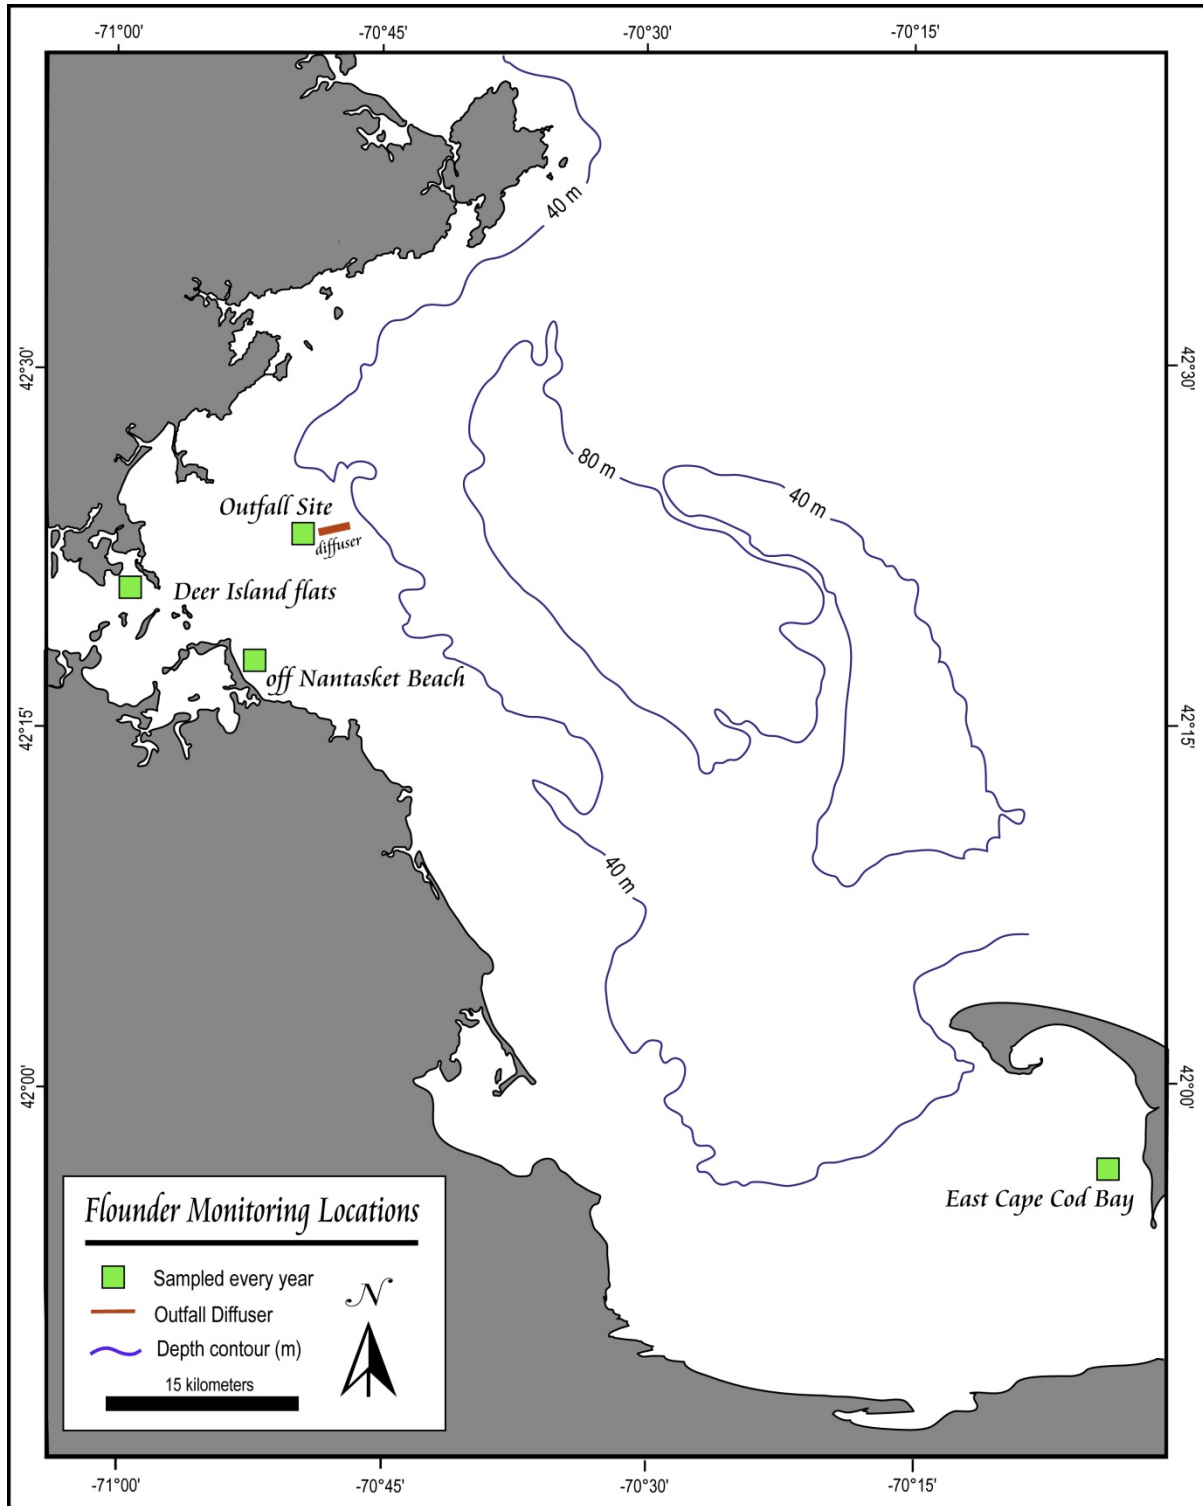 -71°00'
-70°45'
-70°30'
-70°15'
40 m
42°30'
42°30'
80 m
40 m
Outfall Site
diffuser
Deer Island flats
off Nantasket Beach
42°15'
42°15'
40 m
42°00'
42°00'
East Cape Cod Bay
Flounder Monitoring Locations
Sampled every year
N
Outfall Diffuser
Depth contour (m)
15 kilometers
-71°00'
-70°45'
-70°30'
-70°15'